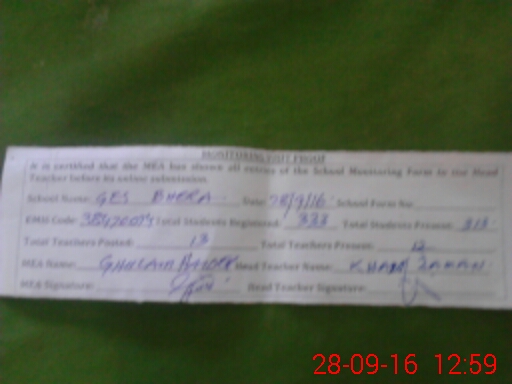 MONITORING VISIT PROOF
It is certified that the MEA has shown all entries of the School Monitoring Form to the Head
Teacher before its online submission.
School Name: GES BHERA Date: 28/9/16 School Form No:
EMIS Code: Total Students Registered: 333 Total Students Present: 313
Total Teachers Posted: 13 Total Teachers Present: 12
MEA Name: GHULAM Head Teacher Name: KHAN ZAMAN
MEA Signature: Head Teacher Signature:
28-09-16 12:59